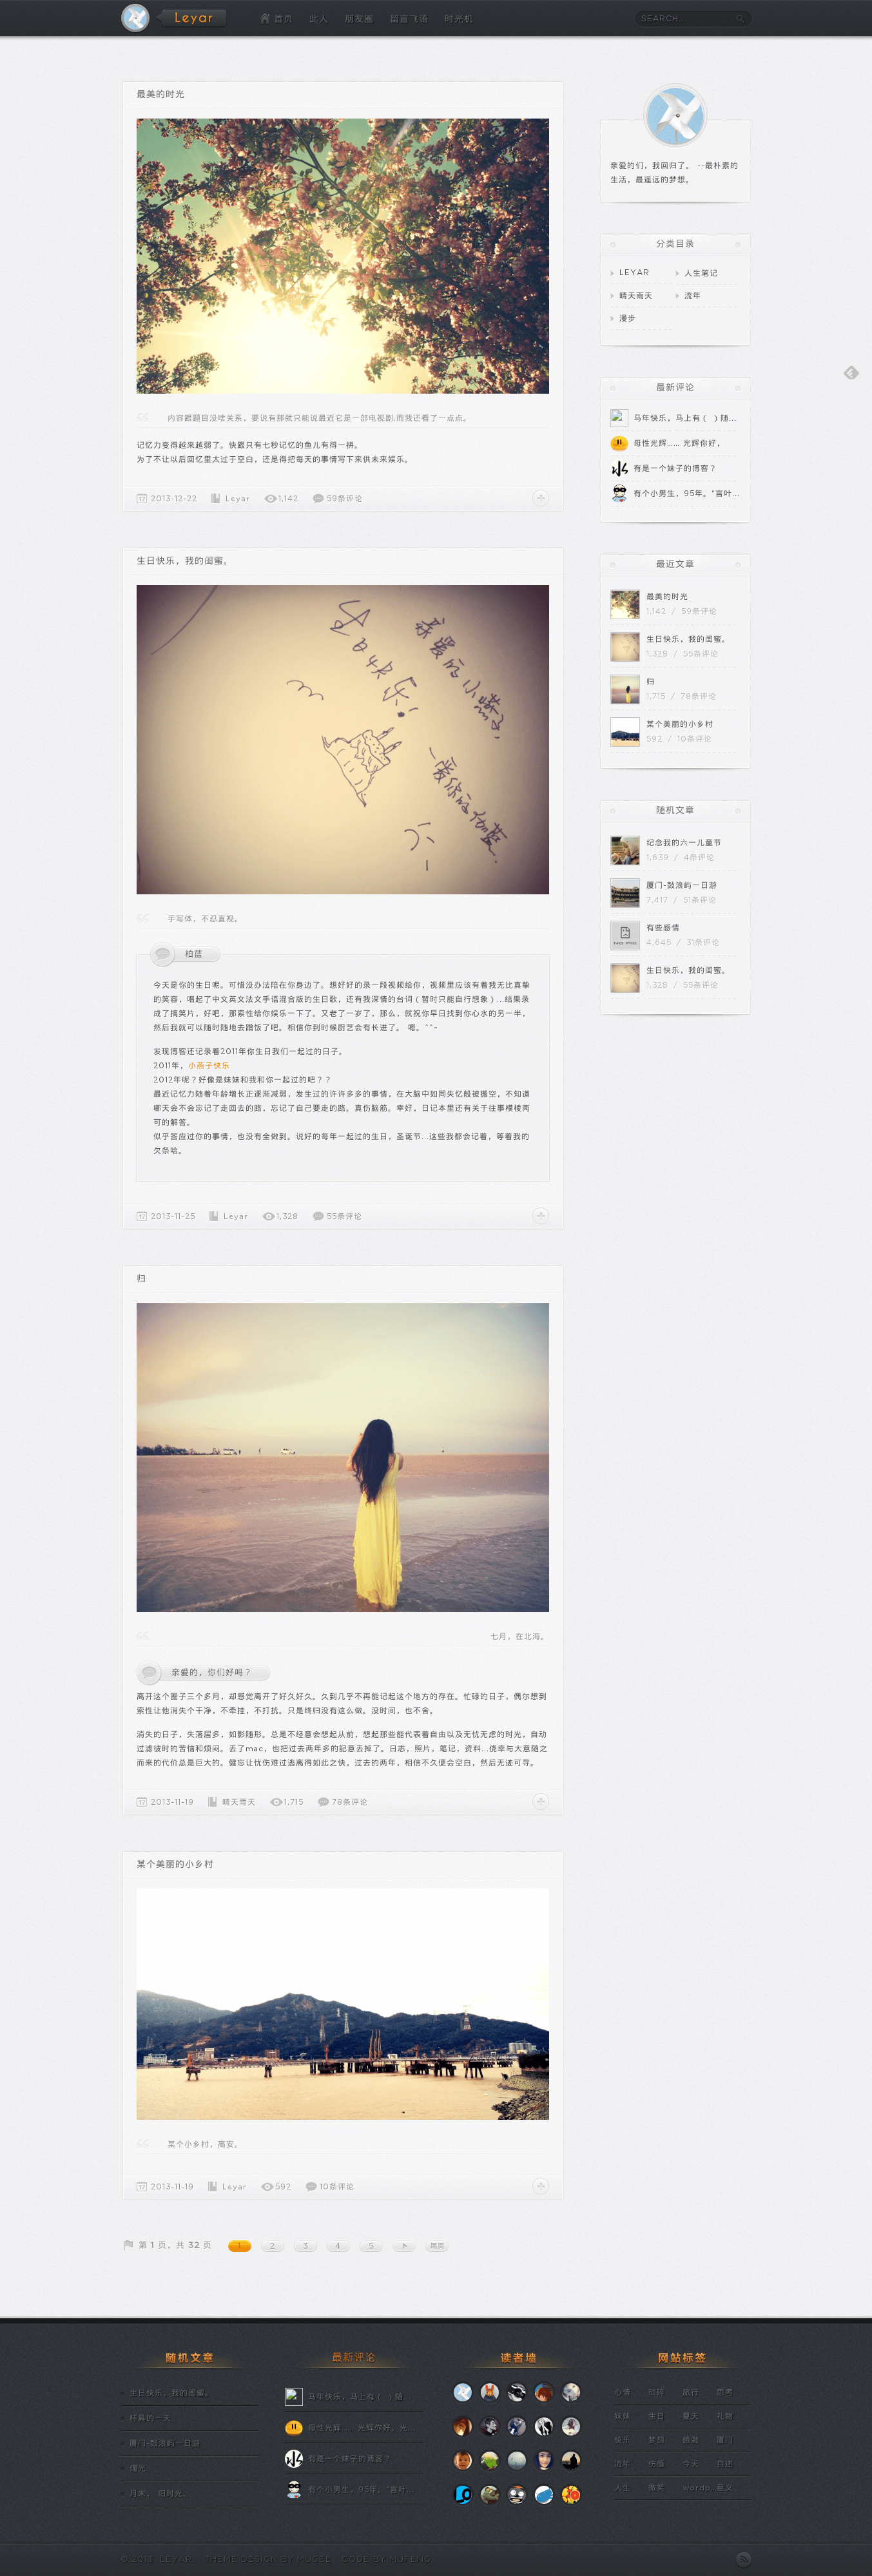 Leyar
首页 此人 朋友圈 留言飞语 时光机
SEARCH...
最美的时光
内容跟题目没啥关系，要说有那就只能说最近它是一部电视剧,而我还看了一点点。
记忆力变得越来越弱了。快跟只有七秒记忆的鱼儿有得一拼。
为了不让以后回忆里太过于空白，还是得把每天的事情写下来供未来娱乐。
2013-12-22 Leyar 1,142 59条评论
生日快乐，我的闺蜜。
生日快乐!
手写体，不忍直视。
柏蓝
今天是你的生日呢。可惜没办法陪在你身边了。想好好的录一段视频给你，视频里应该有着我无比真挚
的笑容，唱起了中文英文法文手语混合版的生日歌，还有我深情的台词（暂时只能自行想象）...结果录
成了搞笑片，好吧，那索性给你娱乐一下了。又老了一岁了，那么，就祝你早日找到你心水的另一半，
然后我就可以随时随地去蹭饭了吧。相信你到时候厨艺会有长进了。 嗯。^^-
发现博客还记录着2011年你生日我们一起过的日子。
2011年，小燕子快乐
2012年呢？好像是妹妹和我和你一起过的吧？？
最近记忆力随着年龄增长正逐渐减弱，发生过的许许多多的事情，在大脑中如同失忆般被搬空，不知道
哪天会不会忘记了走回去的路，忘记了自己要走的路。真伤脑筋。幸好，日记本里还有关于往事模棱两
可的解答。
似乎答应过你的事情，也没有全做到。说好的每年一起过的生日，圣诞节...这些我都会记着，等着我的
欠条哈。
2013-11-25 Leyar 1,328 55条评论
归
七月，在北海。
亲爱的，你们好吗？
离开这个圈子三个多月，却感觉离开了好久好久。久到几乎不再能记起这个地方的存在。忙碌的日子，偶尔想到
索性让他消失个干净，不牵挂，不打扰。只是终归没有这么做。没时间，也不舍。
消失的日子，失落居多，如影随形。总是不经意会想起从前，想起那些能代表着自由以及无忧无虑的时光，自动
过滤彼时的苦恼和烦闷。丢了mac，也把过去两年多的記意丢掉了。日志，照片，笔记，资料...侥幸与大意随之
而来的代价总是巨大的。健忘让忧伤难过逃离得如此之快，过去的两年，相信不久便会空白，然后无迹可寻。
2013-11-19 晴天雨天 1,715 78条评论
某个美丽的小乡村
某个小乡村，高安。
2013-11-19 Leyar 592 10条评论
第 1 页，共 32 页 1 2 3 4 5 尾页
亲爱的们，我回归了。 --最朴素的
生活，最遥远的梦想。
分类目录
LEYAR 人生笔记
晴天雨天 流年
漫步
最新评论
马年快乐，马上有（ ）随...
母性光辉…… 光辉你好，
有是一个妹子的博客？
有个小男生，95年。"言叶...
最近文章
最美的时光
1,142 / 59条评论
生日快乐，我的闺蜜。
1,328 / 55条评论
归
1,715 / 78条评论
某个美丽的小乡村
592 / 10条评论
随机文章
纪念我的六一儿童节
1,639 / 4条评论
厦门-鼓浪屿一日游
7,417 / 51条评论
有些感情
4,645 / 31条评论
NO PIC
生日快乐，我的闺蜜。
1,328 / 55条评论
随机文章
生日快乐，我的闺蜜。
杯具的一天
厦门-鼓浪屿一日游
曙光
月末。 旧时光。
最新评论
马年快乐，马上有（ ）随...
母性光辉…… 光辉你好，光...
有是一个妹子的博客？
有个小男生，95年。"言叶...
读者墙
网站标签
心情 旅行 思考
妹妹 生日 夏天 礼物
快乐 梦想 感激 厦门
流年 伤感 今天 自述
人生 微笑 wordp 意义
© 2013 LEYAR THEME DESIGN BY MUGEE. CODE BY MUFENG.